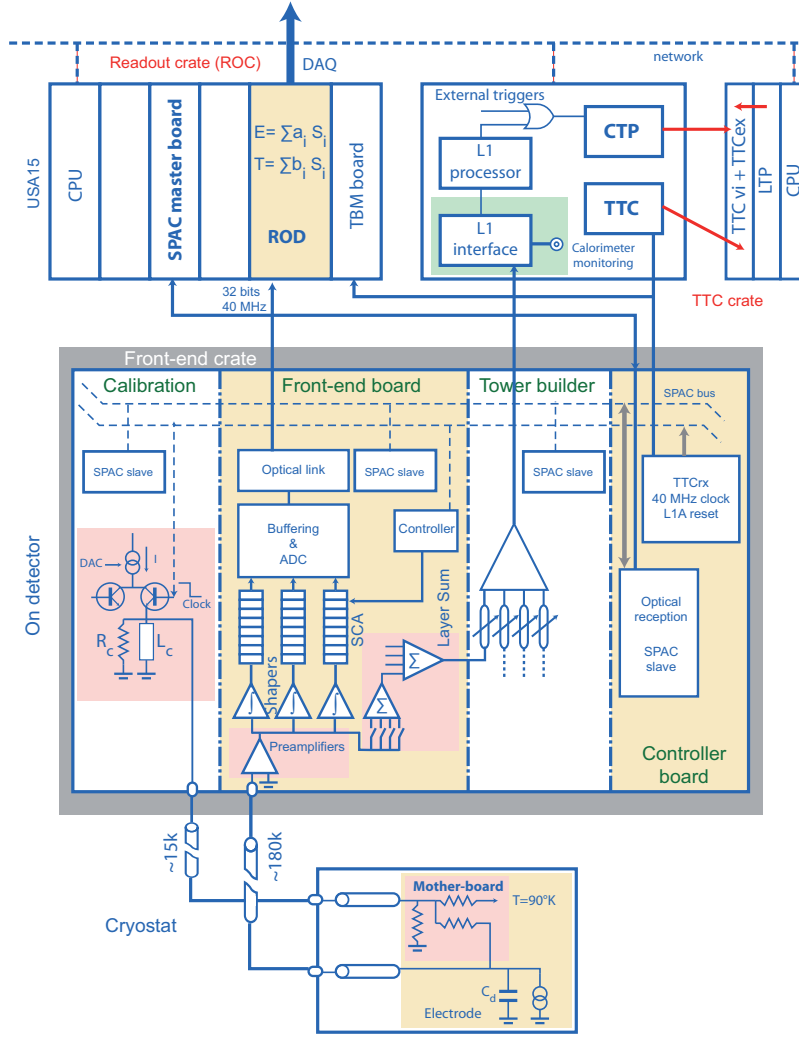 Readout crate (ROC)
DAQ
network
USA15
CPU
SPAC master board
E= ∑a_i S_i
T= ∑b_i S_i
ROD
TBM board
External triggers
L1
processor
L1
interface
Calorimeter
monitoring
CTP
TTC
TTC vi + TTCex
LTP
CPU
TTC crate
32 bits
40 MHz
On detector
Front-end crate
Calibration
Front-end board
Tower builder
SPAC bus
SPAC slave
Optical link
SPAC slave
SPAC slave
TTCrx
40 MHz clock
L1A reset
Buffering
&
ADC
Controller
DAC
I
Clock
R_c
L_c
SCA
Shapers
∫
∫
∫
Layer Sum
Σ
Σ
Preamplifiers
Optical
reception
SPAC
slave
Controller
board
~15k
~180k
Cryostat
Mother-board
T=90°K
C_d
Electrode